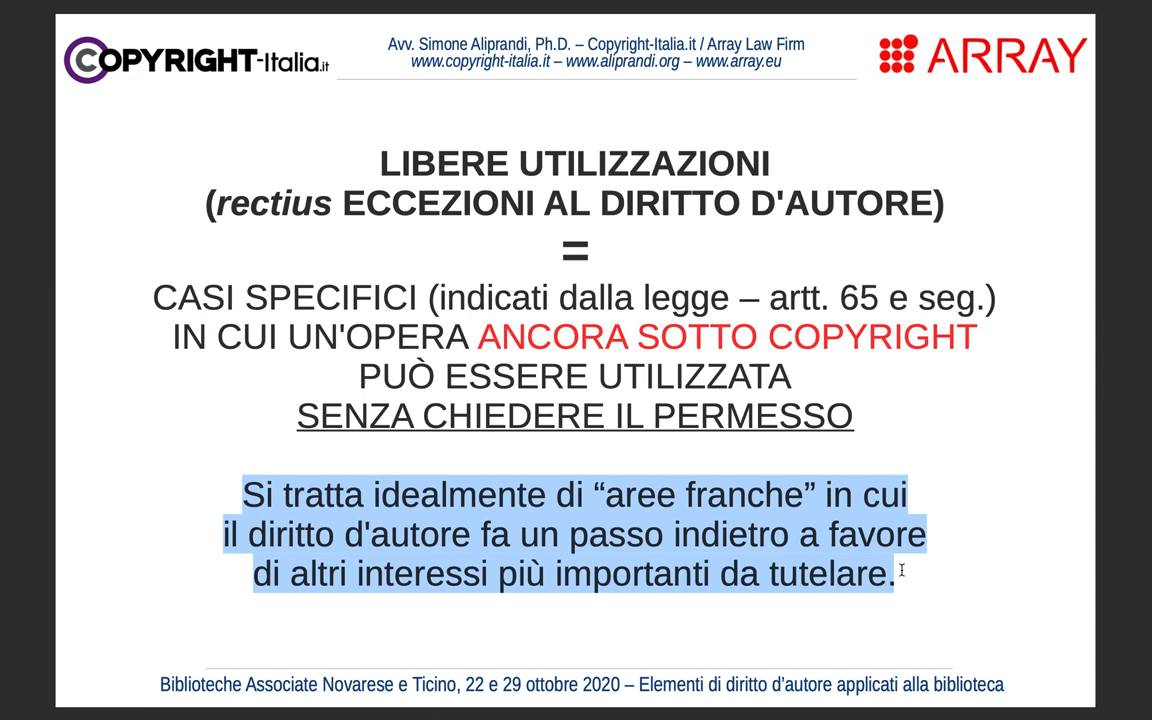 COPYRIGHT-Italia.it
Avv. Simone Aliprandi, Ph.D. – Copyright-Italia.it / Array Law Firm
www.copyright-italia.it – www.aliprandi.org – www.array.eu
ARRAY
LIBERE UTILIZZAZIONI
(rectius ECCEZIONI AL DIRITTO D'AUTORE)
=
CASI SPECIFICI (indicati dalla legge – artt. 65 e seg.)
IN CUI UN'OPERA ANCORA SOTTO COPYRIGHT
PUÒ ESSERE UTILIZZATA
SENZA CHIEDERE IL PERMESSO
Si tratta idealmente di “aree franche” in cui
il diritto d'autore fa un passo indietro a favore
di altri interessi più importanti da tutelare.
Biblioteche Associate Novarese e Ticino, 22 e 29 ottobre 2020 – Elementi di diritto d’autore applicati alla biblioteca